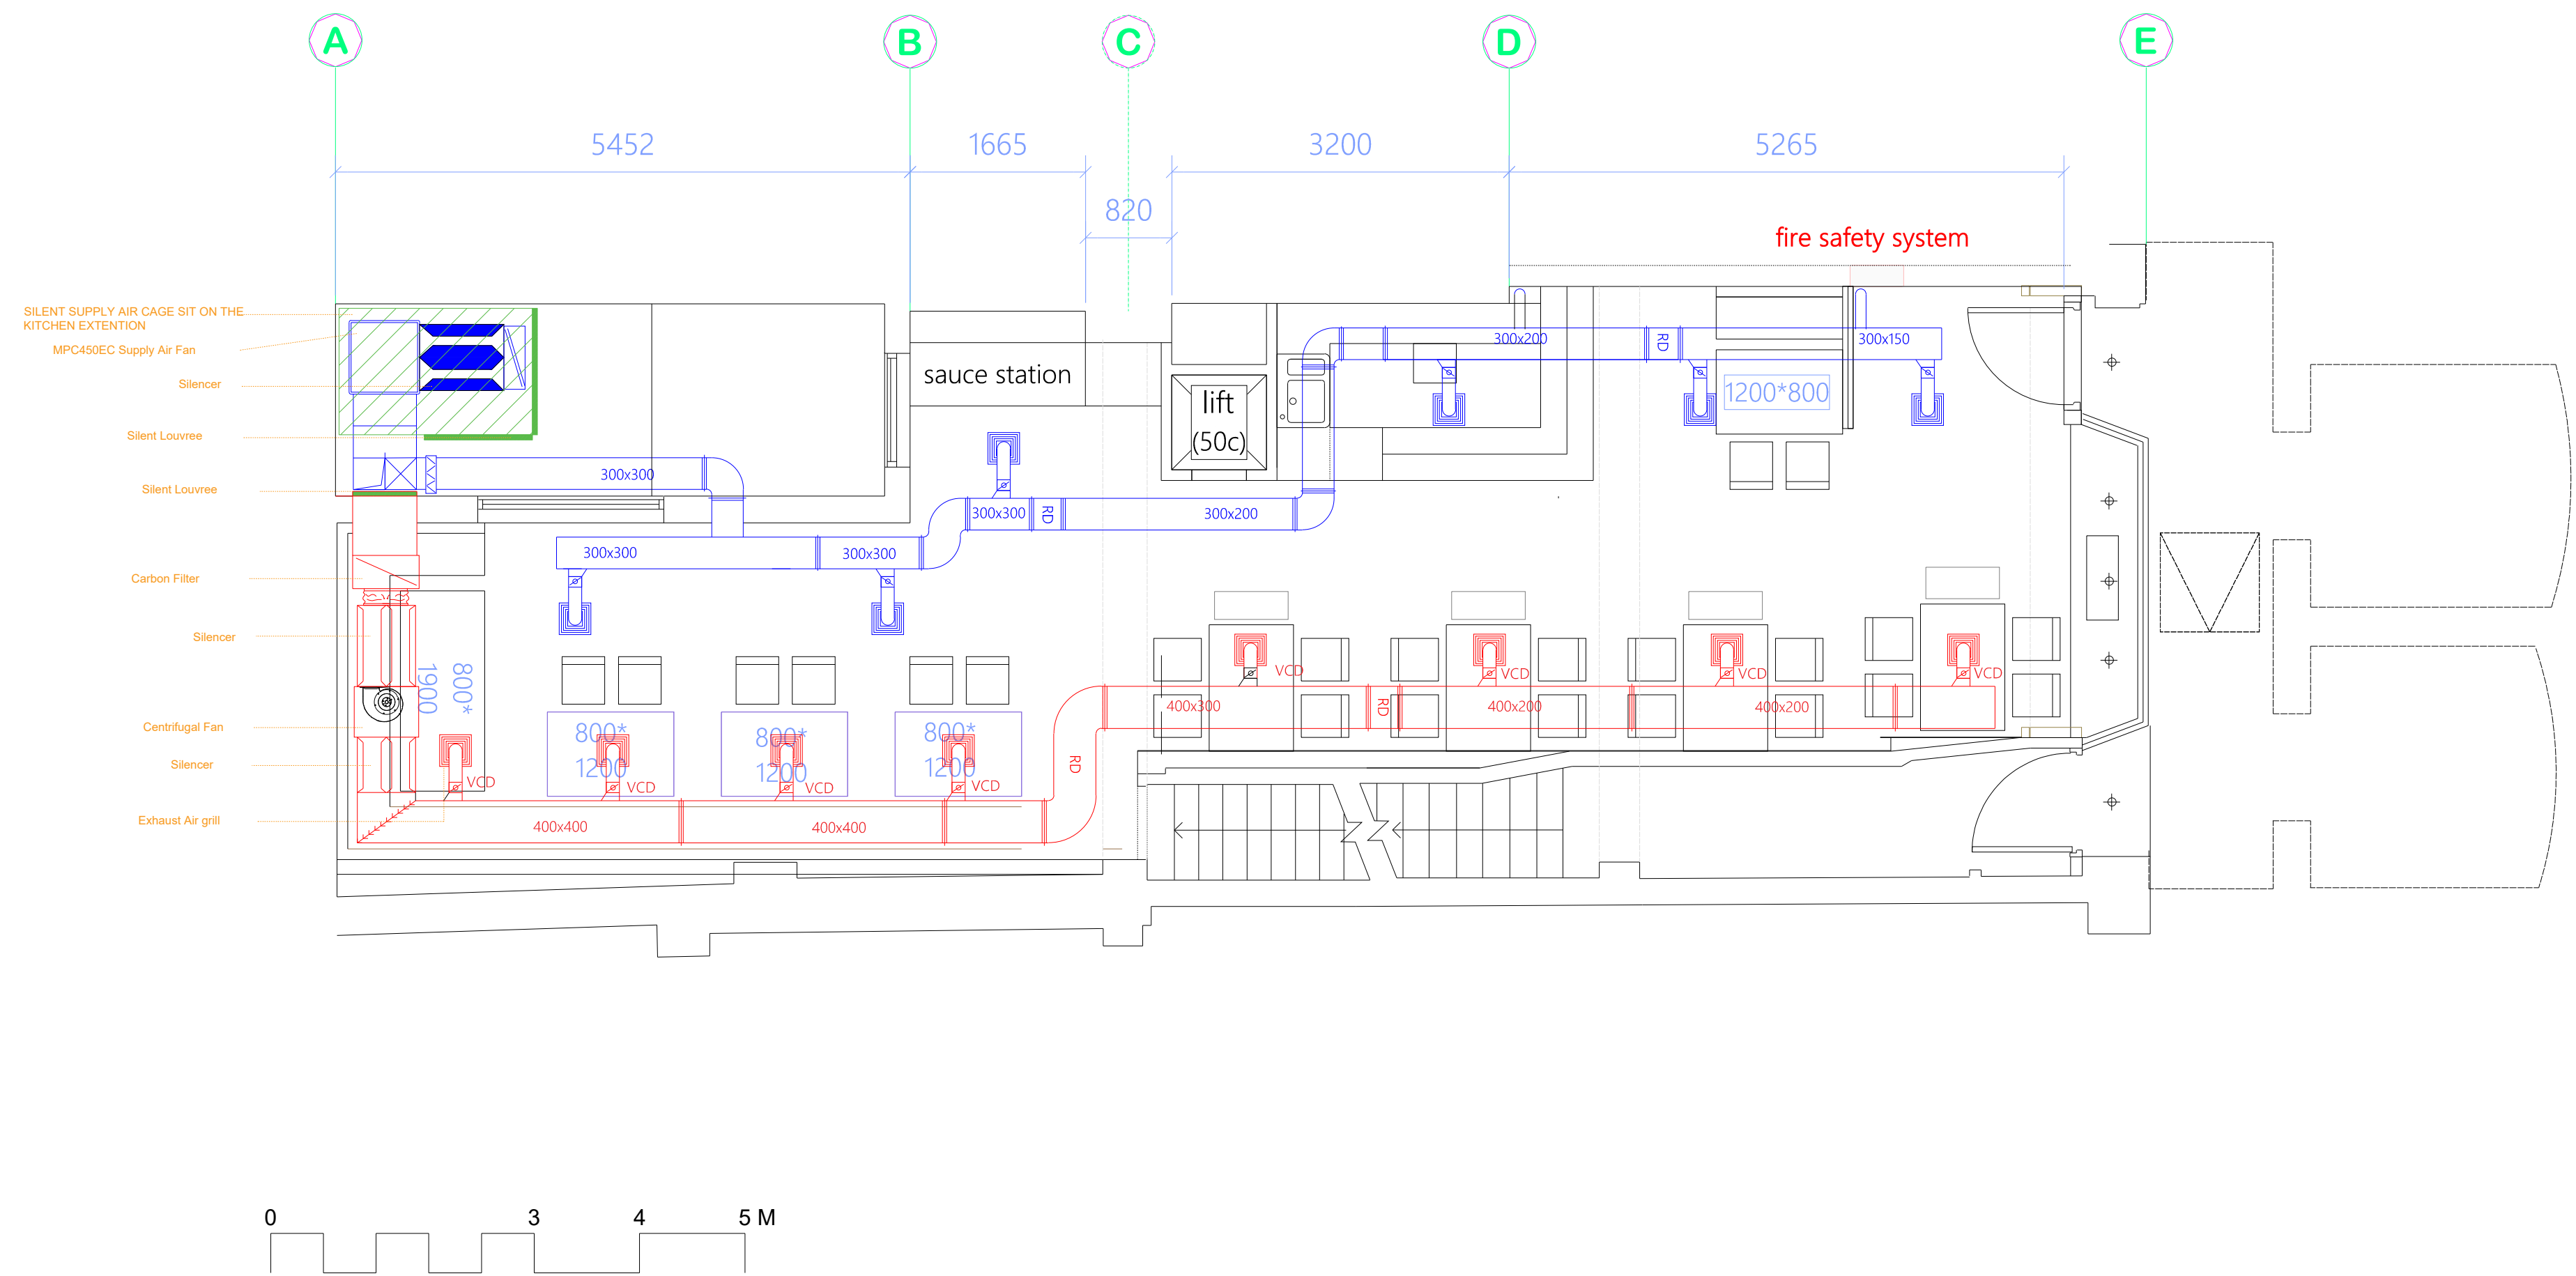 A
B
C
D
E
5452
1665
3200
5265
820
fire safety system
SILENT SUPPLY AIR CAGE SIT ON THE
KITCHEN EXTENTION
MPC450EC Supply Air Fan
Silencer
Silent Louvree
Silent Louvree
Carbon Filter
Silencer
Centrifugal Fan
Silencer
Exhaust Air grill
sauce station
lift
(50c)
300x200
RD
300x150
1200*800
300x300
300x300
RD
300x200
300x300
300x300
800*
1900
VCD
VCD
VCD
VCD
400x300
RD
400x200
400x200
800*
1200
800*
1200
800*
1200
RD
VCD
VCD
VCD
VCD
400x400
400x400
0
3
4
5 M